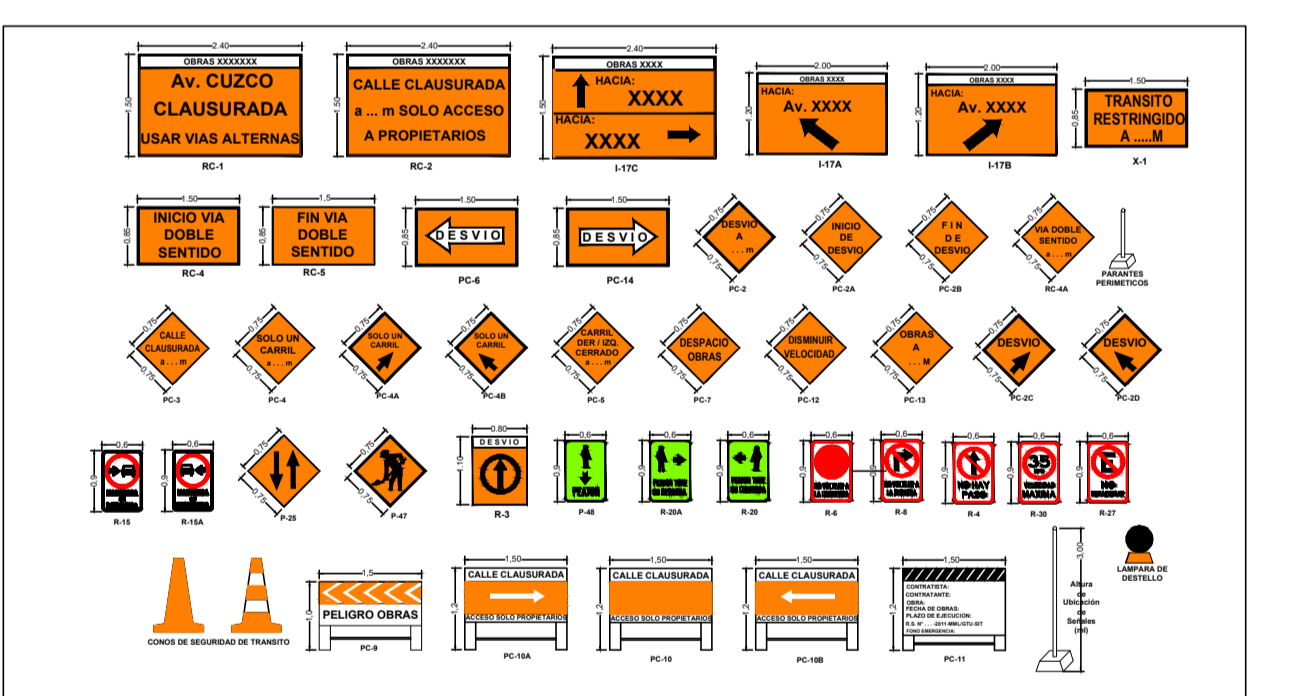 2.40
OBRAS XXXXXXX
Av. CUZCO
CLAUSURADA
USAR VIAS ALTERNAS
1.50
RC-1
2.40
OBRAS XXXXXXX
CALLE CLAUSURADA
a ... m SOLO ACCESO
A PROPIETARIOS
1.50
RC-2
2.40
OBRAS XXXX
HACIA:
XXXX
HACIA:
XXXX
1.50
I-17C
2.00
OBRAS XXXX
HACIA:
Av. XXXX
1.20
I-17A
2.00
OBRAS XXXX
HACIA:
Av. XXXX
1.20
I-17B
1.50
TRANSITO
RESTRINGIDO
A .....M
0,85
X-1
1.50
INICIO VIA
DOBLE
SENTIDO
0,85
RC-4
1,5
FIN VIA
DOBLE
SENTIDO
0,85
RC-5
1.50
DESVIO
0,85
PC-6
1.50
DESVIO
0,85
PC-14
0,75
DESVIO
A
... m
0,75
PC-2
0,75
INICIO
DE
DESVIO
0,75
PC-2A
0,75
FIN
DE
DESVIO
0,75
PC-2B
0,75
VIA DOBLE
SENTIDO
a ... m
0,75
RC-4A
PARANTES
PERIMETICOS
0,75
CALLE
CLAUSURADA
a ... m
0,75
PC-3
0,75
SOLO UN
CARRIL
a ... m
0,75
PC-4
0,75
SOLO UN
CARRIL
0,75
PC-4A
0,75
SOLO UN
CARRIL
0,75
PC-4B
0,75
CARRIL
DER / IZQ.
CERRADO
a ... m
0,75
PC-5
0,75
DESPACIO
OBRAS
0,75
PC-7
0,75
DISMINUIR
VELOCIDAD
0,75
PC-12
0,75
OBRAS
A
... M
0,75
PC-13
0,75
DESVIO
0,75
PC-2C
0,75
DESVIO
0,75
PC-2D
0,6
0,9
R-15
0,6
0,9
R-15A
0,75
0,75
P-25
0,75
0,75
P-47
0.80
DESVIO
1.10
R-3
0,6
0,9
PEATON
P-48
0,6
0,9
R-20A
0,6
0,9
R-20
0,6
0,9
R-6
0,6
0,9
R-8
0,6
0,9
NO HAY
PASO
R-4
0,6
0,9
35
VELOCIDAD
MAXIMA
R-30
0,6
0,9
E
NO
R-27
CONOS DE SEGURIDAD DE TRANSITO
1,5
1,0
PELIGRO OBRAS
PC-9
1,50
CALLE CLAUSURADA
1,2
ACCESO SOLO PROPIETARIOS
PC-10A
1,50
CALLE CLAUSURADA
1,2
ACCESO SOLO PROPIETARIOS
PC-10
1,50
CALLE CLAUSURADA
1,2
ACCESO SOLO PROPIETARIOS
PC-10B
1,50
1,2
CONTRATISTA:
CONTRATANTE:
OBRA:
FECHA DE OBRAS:
PLAZO DE EJECUCION:
R.S. N° . . . -2011-MML/GTU-SIT
FONO EMERGENCIA:
PC-11
3,00
Altura
de
Ubicación
de
Señales
(ml)
LAMPARA DE
DESTELLO